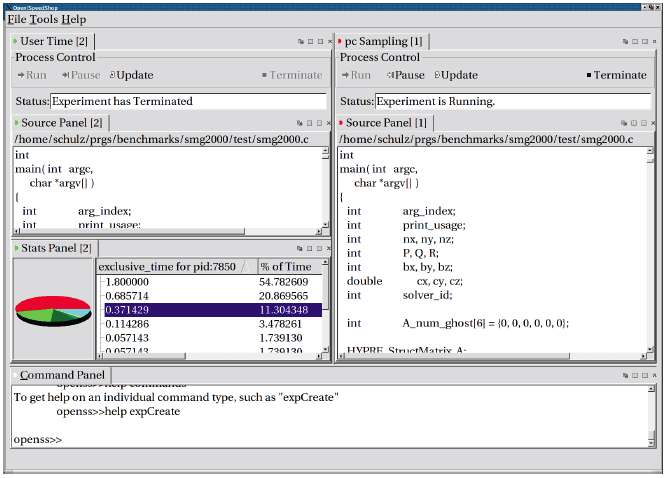 Open|SpeedShop
File Tools Help
User Time [2]
Process Control
Run Pause Update Terminate
Status: Experiment has Terminated
Source Panel [2]
/home/schulz/prgs/benchmarks/smg2000/test/smg2000.c
int
main( int argc,
char *argv[] )
{
int arg_index;
int print_usage;
Stats Panel [2]
exclusive_time for pid:7850 % of Time
1.800000 54.782609
0.685714 20.869565
0.371429 11.304348
0.114286 3.478261
0.057143 1.739130
0.057143 1.739130
pc Sampling [1]
Process Control
Run Pause Update Terminate
Status: Experiment is Running.
Source Panel [1]
/home/schulz/prgs/benchmarks/smg2000/test/smg2000.c
int
main( int argc,
char *argv[] )
{
int arg_index;
int print_usage;
int nx, ny, nz;
int P, Q, R;
int bx, by, bz;
double cx, cy, cz;
int solver_id;
int A_num_ghost[6] = {0, 0, 0, 0, 0, 0};
HYPRE_StructMatrix A;
Command Panel
openss>>help commands
To get help on an individual command type, such as "expCreate"
openss>>help expCreate
openss>>